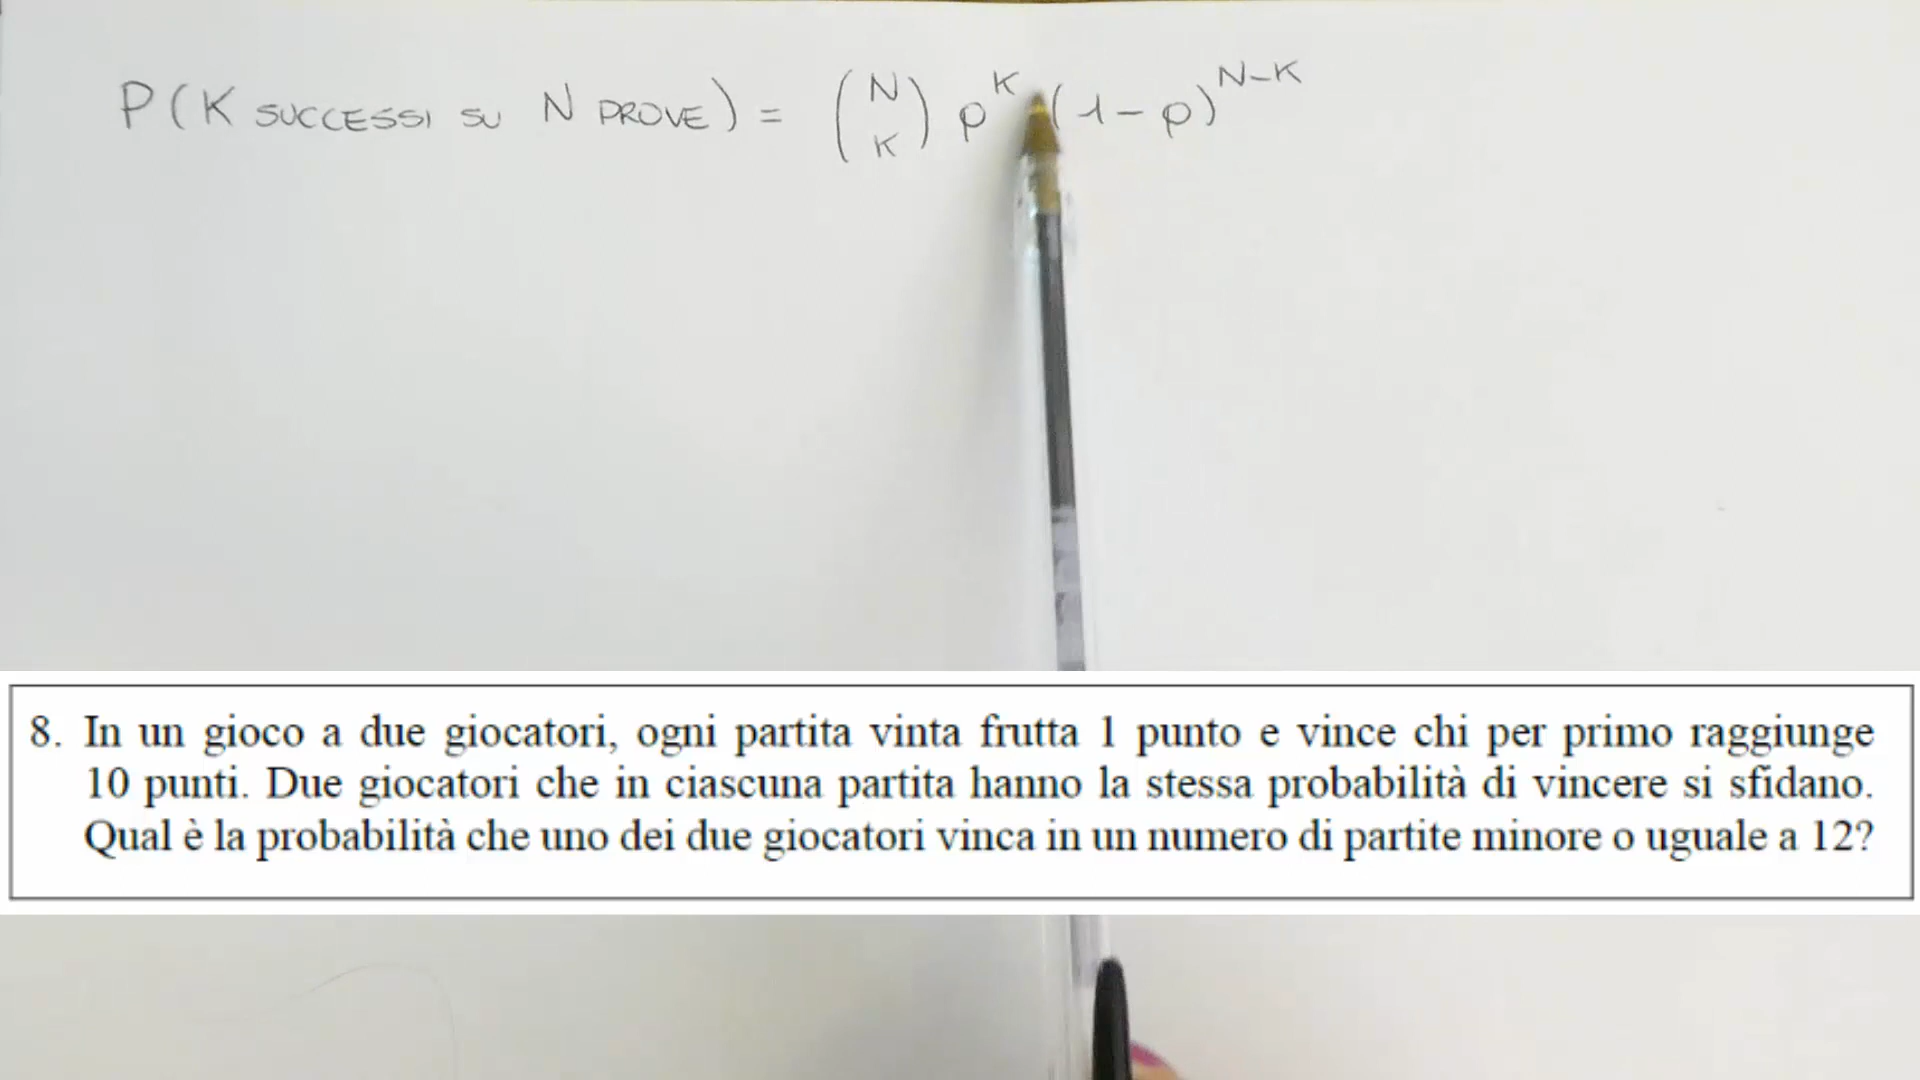 P(K SUCCESSI SU N PROVE) = (N K) p^K (1-p)^N-K
8. In un gioco a due giocatori, ogni partita vinta frutta 1 punto e vince chi per primo raggiunge
10 punti. Due giocatori che in ciascuna partita hanno la stessa probabilità di vincere si sfidano.
Qual è la probabilità che uno dei due giocatori vinca in un numero di partite minore o uguale a 12?